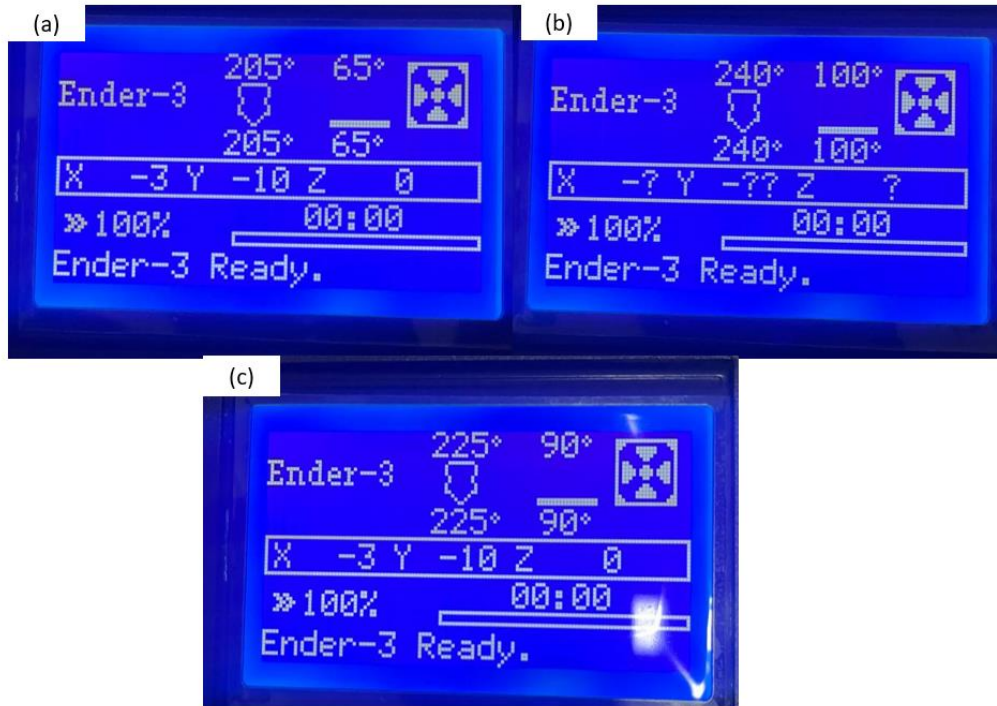 (a)
205° 65°
Ender-3
205° 65°
X -3 Y -10 Z 0
100% 00:00
Ender-3 Ready.
(b)
240° 100°
Ender-3
240° 100°
X -? Y -?? Z ?
100% 00:00
Ender-3 Ready.
(c)
225° 90°
Ender-3
225° 90°
X -3 Y -10 Z 0
100% 00:00
Ender-3 Ready.